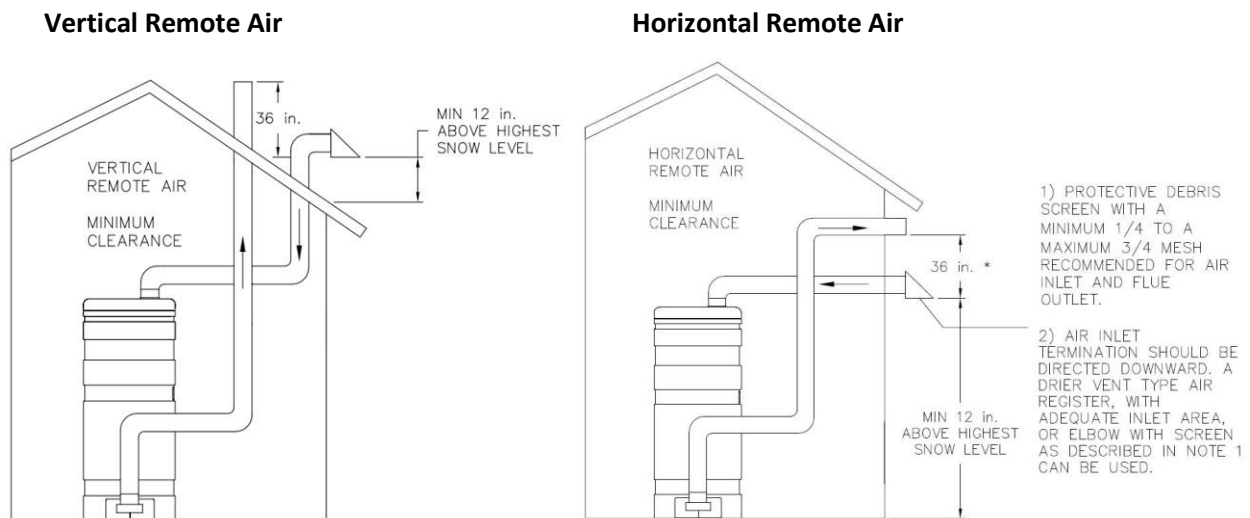 Vertical Remote Air
36 in.
MIN 12 in.
ABOVE HIGHEST
SNOW LEVEL
VERTICAL
REMOTE AIR
MINIMUM
CLEARANCE
Horizontal Remote Air
HORIZONTAL
REMOTE AIR
MINIMUM
CLEARANCE
36 in. *
MIN 12 in.
ABOVE HIGHEST
SNOW LEVEL
1) PROTECTIVE DEBRIS
SCREEN WITH A
MINIMUM 1/4 TO A
MAXIMUM 3/4 MESH
RECOMMENDED FOR AIR
INLET AND FLUE
OUTLET.
2) AIR INLET
TERMINATION SHOULD BE
DIRECTED DOWNWARD. A
DRIER VENT TYPE AIR
REGISTER, WITH
ADEQUATE INLET AREA,
OR ELBOW WITH SCREEN
AS DESCRIBED IN NOTE 1
CAN BE USED.